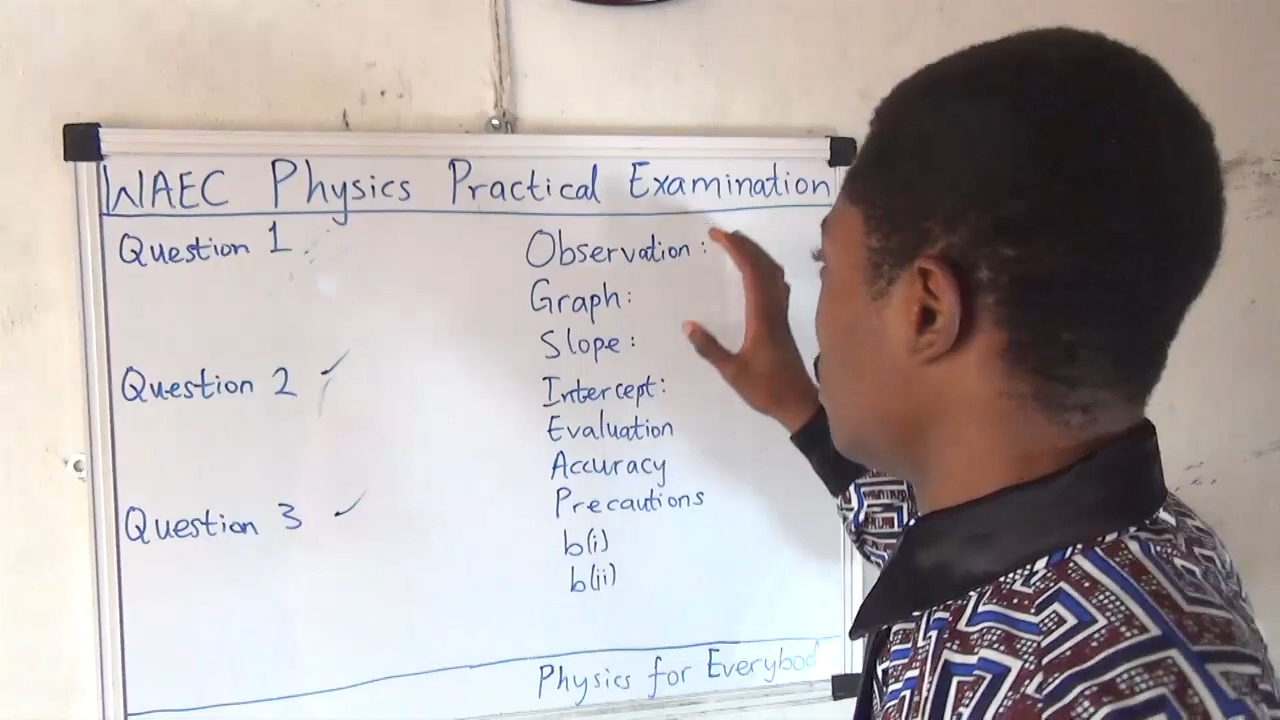 WAEC Physics Practical Examination
Question 1
Question 2
Question 3
Observation :
Graph:
Slope:
Intercept:
Evaluation
Accuracy
Precautions
b(i)
b(ii)
Physics for Everybod